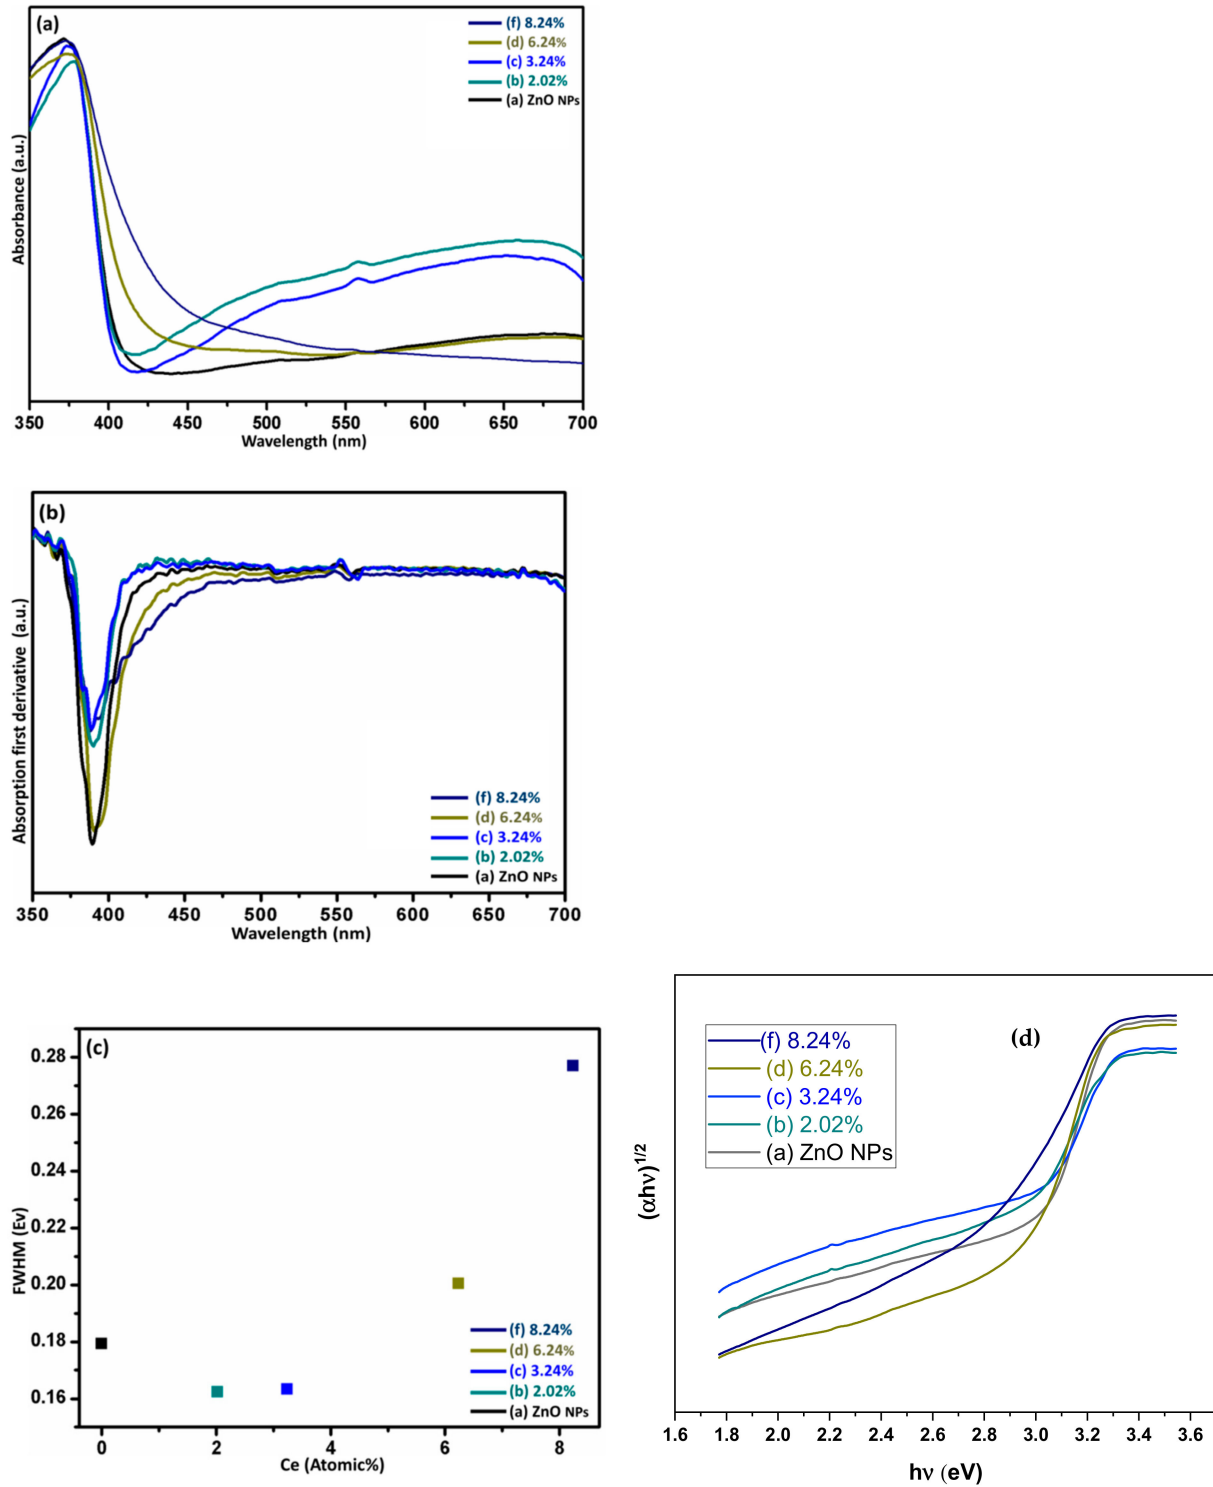 (a)
(f) 8.24%
(d) 6.24%
(c) 3.24%
(b) 2.02%
(a) ZnO NPs
Absorbance (a.u.)
350 400 450 500 550 600 650 700
Wavelength (nm)
(b)
Absorption first derivative (a.u.)
(f) 8.24%
(d) 6.24%
(c) 3.24%
(b) 2.02%
(a) ZnO NPs
350 400 450 500 550 600 650 700
Wavelength (nm)
(c)
0.28
0.26
0.24
0.22
0.20
0.18
0.16
FWHM (Ev)
(f) 8.24%
(d) 6.24%
(c) 3.24%
(b) 2.02%
(a) ZnO NPs
0 2 4 6 8
Ce (Atomic%)
(d)
(f) 8.24%
(d) 6.24%
(c) 3.24%
(b) 2.02%
(a) ZnO NPs
(αhν)1/2
1.6 1.8 2.0 2.2 2.4 2.6 2.8 3.0 3.2 3.4 3.6
hν (eV)